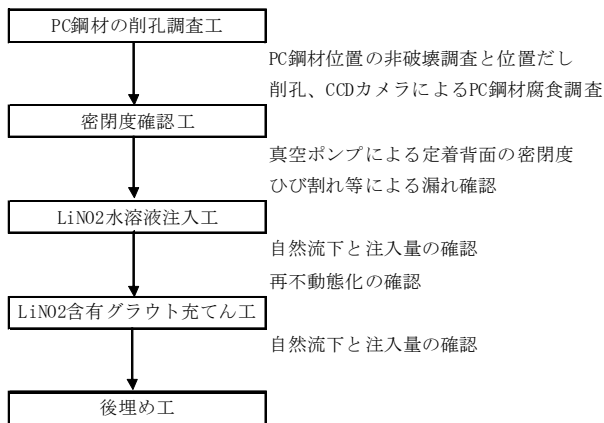 PC鋼材の削孔調査工
PC鋼材位置の非破壊調査と位置だし
削孔、CCDカメラによるPC鋼材腐食調査
密閉度確認工
真空ポンプによる定着背面の密閉度
ひび割れ等による漏れ確認
LiNO2水溶液注入工
自然流下と注入量の確認
再不動態化の確認
LiNO2含有グラウト充てん工
自然流下と注入量の確認
後埋め工